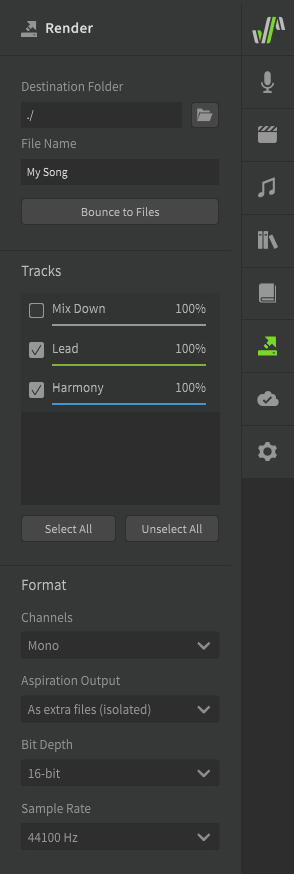 Render
Destination Folder
./
File Name
My Song
Bounce to Files
Tracks
Mix Down 100%
Lead 100%
Harmony 100%
Select All Unselect All
Format
Channels
Mono
Aspiration Output
As extra files (isolated)
Bit Depth
16-bit
Sample Rate
44100 Hz